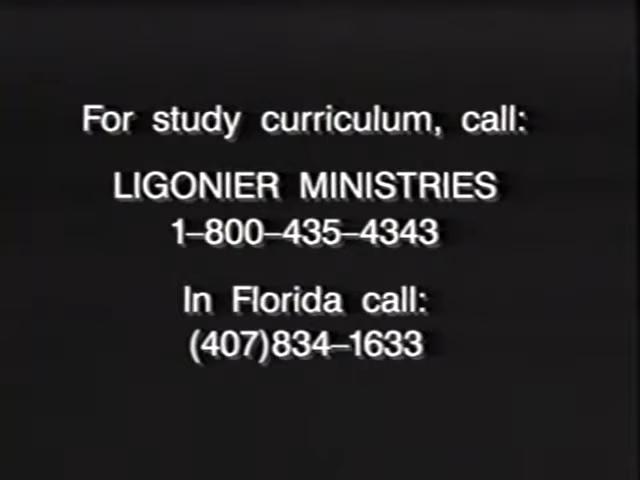 For study curriculum, call:
LIGONIER MINISTRIES
1–800–435–4343
In Florida call:
(407)834–1633